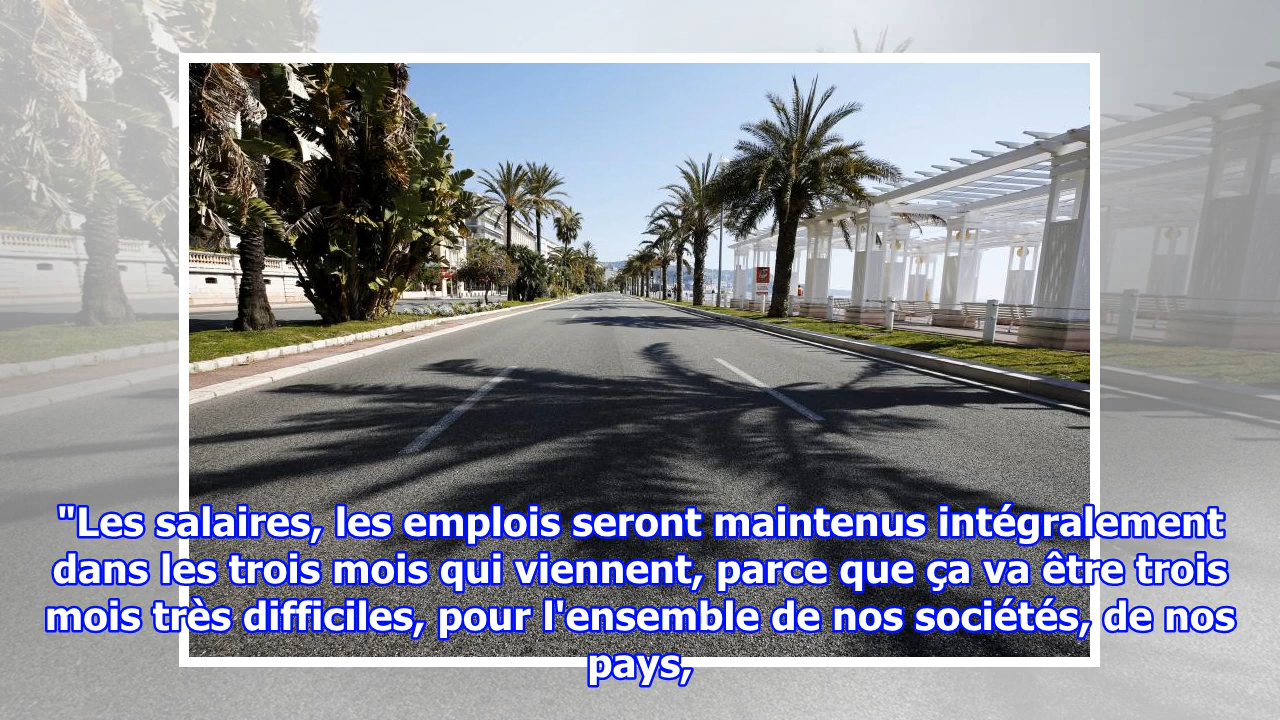 "Les salaires, les emplois seront maintenus intégralement
dans les trois mois qui viennent, parce que ça va être trois
mois très difficiles, pour l'ensemble de nos sociétés, de nos
pays,